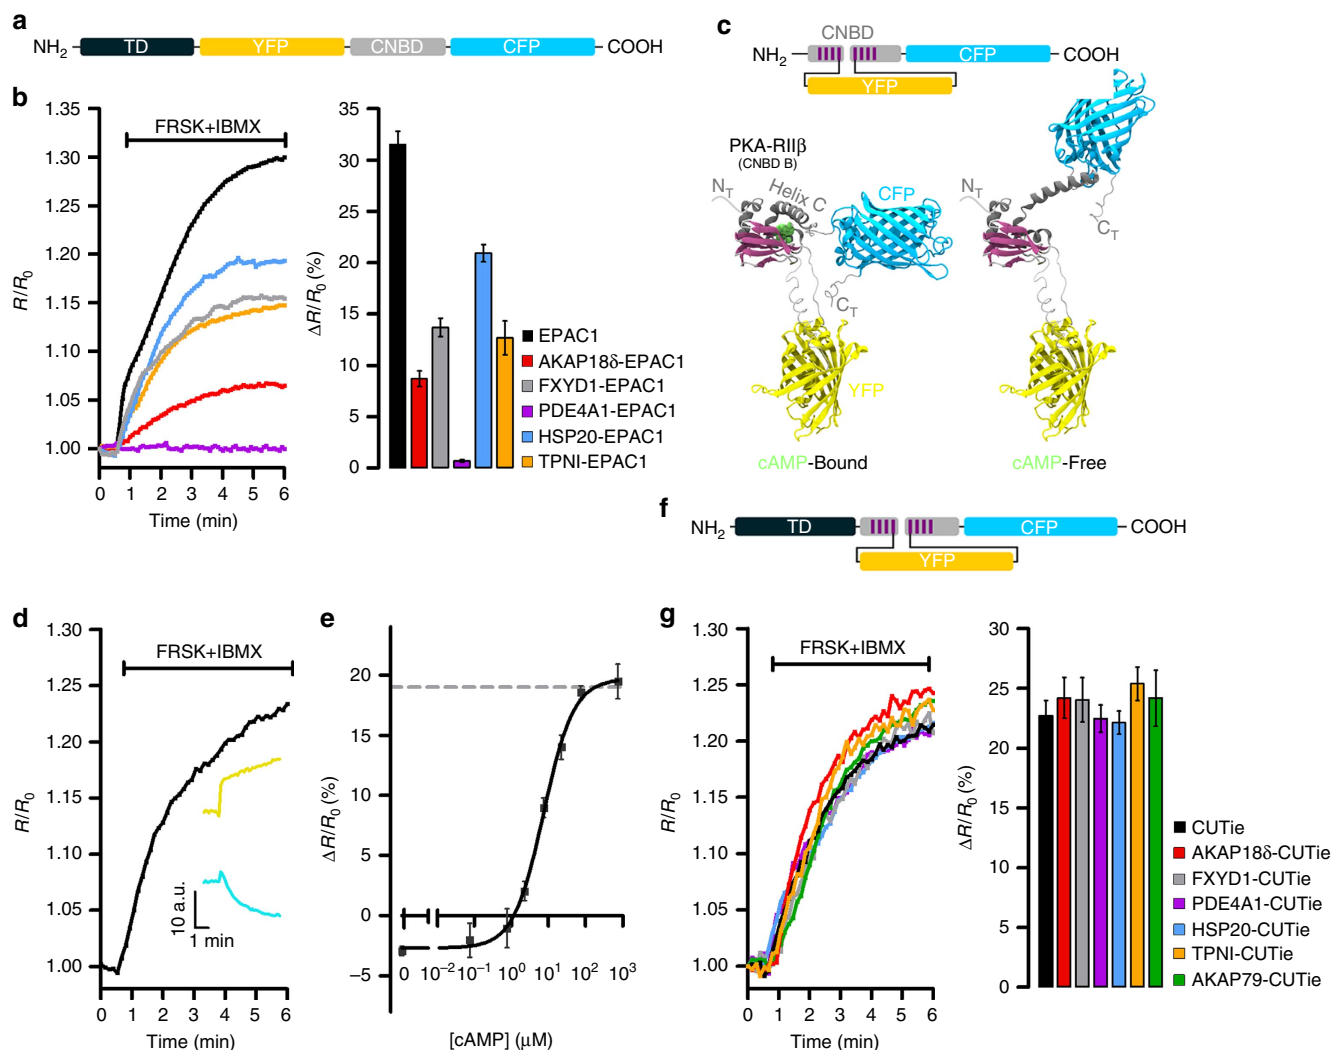 a
NH2 TD YFP CNBD CFP COOH
b
1.35
1.30
1.25
1.20
1.15
1.10
1.05
1.00
R/R0
FRSK+IBMX
0 1 2 3 4 5 6
Time (min)
35
30
25
20
15
10
5
0
ΔR/R0 (%)
EPAC1
AKAP18δ-EPAC1
FXYD1-EPAC1
PDE4A1-EPAC1
HSP20-EPAC1
TPNI-EPAC1
c
CNBD
NH2 CFP COOH
YFP
PKA-RIIβ
(CNBD B)
NT
Helix C
CFP
CT
YFP
cAMP-Bound
NT
CT
cAMP-Free
f
NH2 TD CFP COOH
YFP
d
1.30
1.25
1.20
1.15
1.10
1.05
1.00
R/R0
FRSK+IBMX
10 a.u.
1 min
0 1 2 3 4 5 6
Time (min)
e
20
15
10
5
0
−5
ΔR/R0 (%)
0 10−2 10−1 100 101 102 103
[cAMP] (μM)
g
1.30
1.25
1.20
1.15
1.10
1.05
1.00
R/R0
FRSK+IBMX
0 1 2 3 4 5 6
Time (min)
30
25
20
15
10
5
0
ΔR/R0 (%)
CUTie
AKAP18δ-CUTie
FXYD1-CUTie
PDE4A1-CUTie
HSP20-CUTie
TPNI-CUTie
AKAP79-CUTie